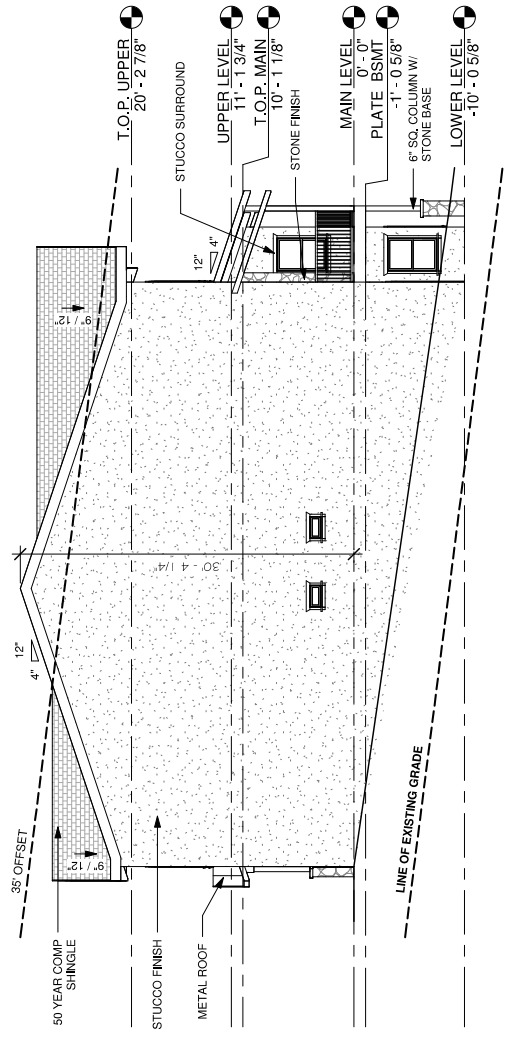 T.O.P. UPPER
20' - 2 7/8"
UPPER LEVEL
11' - 1 3/4"
T.O.P. MAIN
10' - 1 1/8"
MAIN LEVEL
0' - 0"
PLATE BSMT
-1' - 0 5/8"
LOWER LEVEL
-10' - 0 5/8"
STUCCO SURROUND
STONE FINISH
6" SQ. COLUMN W/
STONE BASE
12"
4"
9" / 12"
30' - 4 1/4"
12"
4"
9" / 12"
35' OFFSET
LINE OF EXISTING GRADE
50 YEAR COMP
SHINGLE
STUCCO FINISH
METAL ROOF